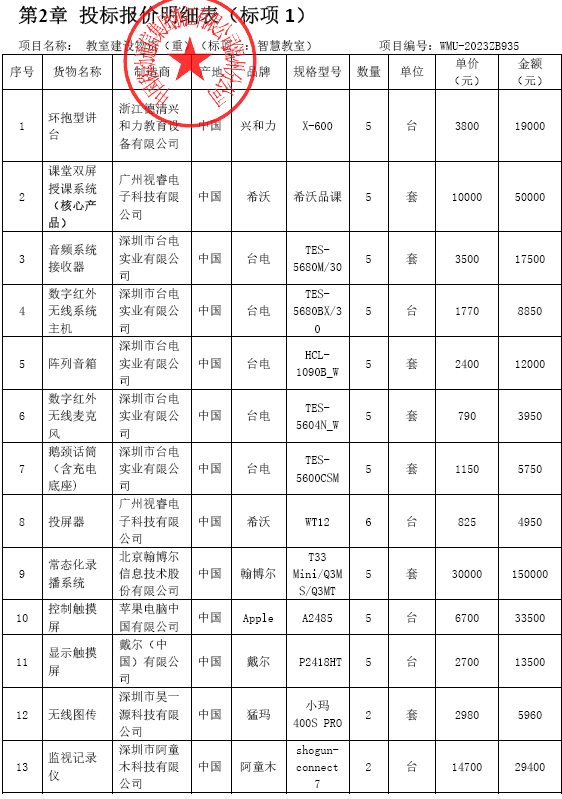 第2章 投标报价明细表（标项1）
项目名称： 教室建设物资（重）（标项一：智慧教室） 项目编号：WMU-2023ZB935
序号 货物名称 制造商 产地 品牌 规格型号 数量 单位 单价（元） 金额（元）
1 环抱型讲台 浙江德清兴和力教育设备有限公司 中国 兴和力 X-600 5 台 3800 19000
2 课堂双屏授课系统（核心产品） 广州视睿电子科技有限公司 中国 希沃 希沃品课 5 套 10000 50000
3 音频系统接收器 深圳市台电实业有限公司 中国 台电 TES-5680M/30 5 套 3500 17500
4 数字红外无线系统主机 深圳市台电实业有限公司 中国 台电 TES-5680BX/30 5 台 1770 8850
5 阵列音箱 深圳市台电实业有限公司 中国 台电 HCL-1090B_W 5 套 2400 12000
6 数字红外无线麦克风 深圳市台电实业有限公司 中国 台电 TES-5604N_W 5 套 790 3950
7 鹅颈话筒（含充电底座） 深圳市台电实业有限公司 中国 台电 TES-5600CSM 5 套 1150 5750
8 投屏器 广州视睿电子科技有限公司 中国 希沃 WT12 6 台 825 4950
9 常态化录播系统 北京翰博尔信息技术股份有限公司 中国 翰博尔 T33 Mini/Q3MS/Q3MT 5 套 30000 150000
10 控制触摸屏 苹果电脑中国有限公司 中国 Apple A2485 5 台 6700 33500
11 显示触摸屏 戴尔（中国）有限公司 中国 戴尔 P2418HT 5 台 2700 13500
12 无线图传 深圳市昊一源科技有限公司 中国 猛玛 小玛400S PRO 2 套 2980 5960
13 监视记录仪 深圳市阿童木科技有限公司 中国 阿童木 shogun-connect 7 2 台 14700 29400